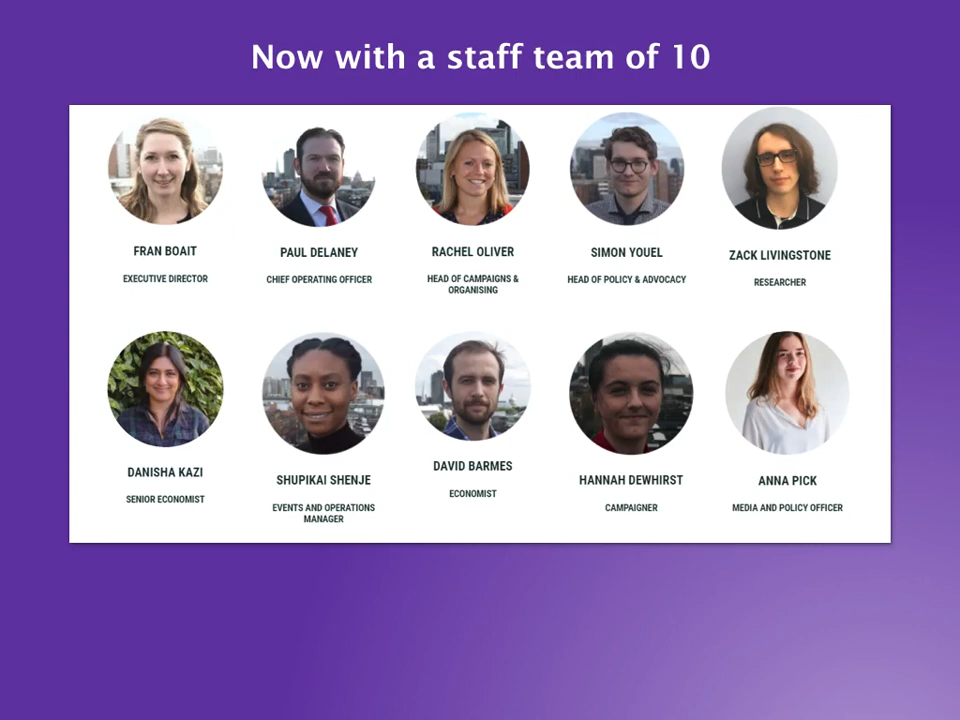 Now with a staff team of 10
FRAN BOAIT
EXECUTIVE DIRECTOR
PAUL DELANEY
CHIEF OPERATING OFFICER
RACHEL OLIVER
HEAD OF CAMPAIGNS &
ORGANISING
SIMON YOUEL
HEAD OF POLICY & ADVOCACY
ZACK LIVINGSTONE
RESEARCHER
DANISHA KAZI
SENIOR ECONOMIST
SHUPIKAI SHENJE
EVENTS AND OPERATIONS
MANAGER
DAVID BARMES
ECONOMIST
HANNAH DEWHIRST
CAMPAIGNER
ANNA PICK
MEDIA AND POLICY OFFICER